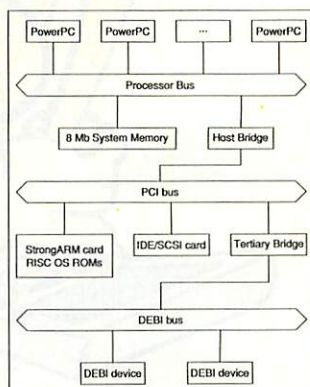 PowerPC PowerPC ... PowerPC
Processor Bus
8 Mb System Memory Host Bridge
PCI bus
StrongARM card
RISC OS ROMs
IDE/SCSI card Tertiary Bridge
DEBI bus
DEBI device DEBI device